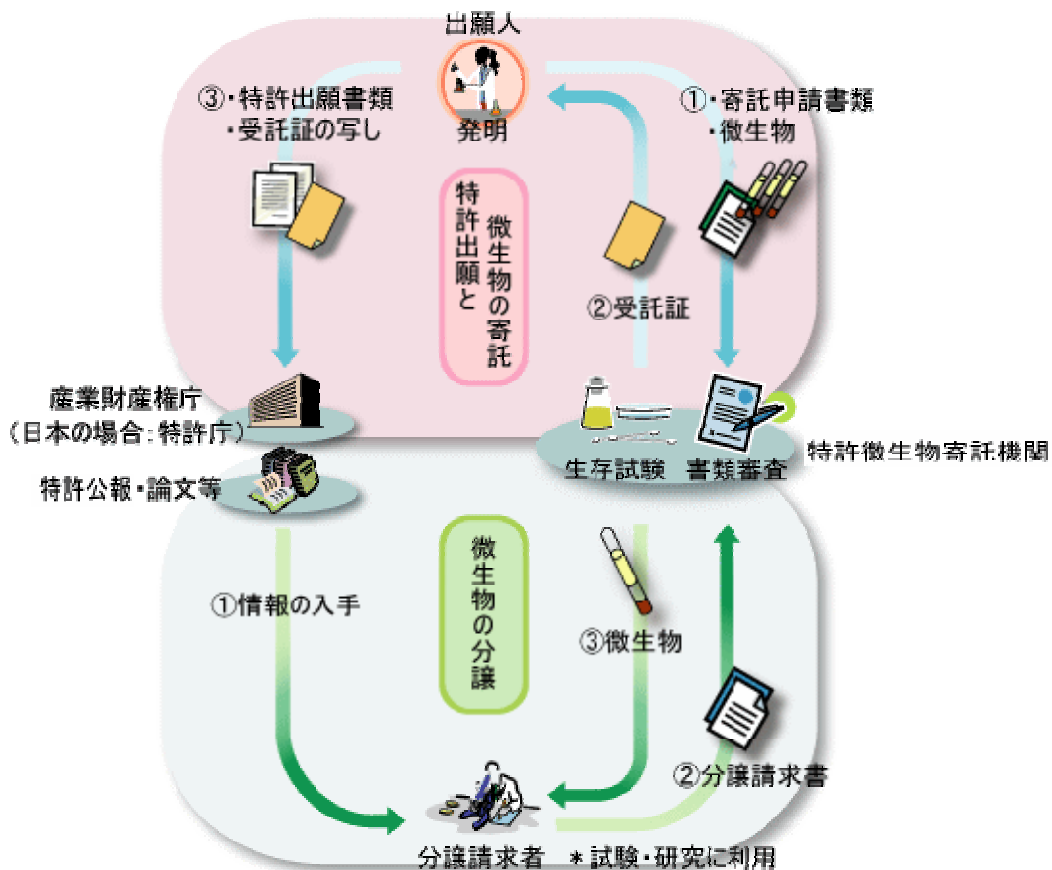 出願人
発明
③・特許出願書類
・受託証の写し
①・寄託申請書類
・微生物
特許出願と
微生物の寄託
②受託証
産業財産権庁
（日本の場合：特許庁）
特許公報・論文等
生存試験
書類審査
特許微生物寄託機関
微生物の分譲
①情報の入手
③微生物
②分譲請求書
分譲請求者
＊試験・研究に利用